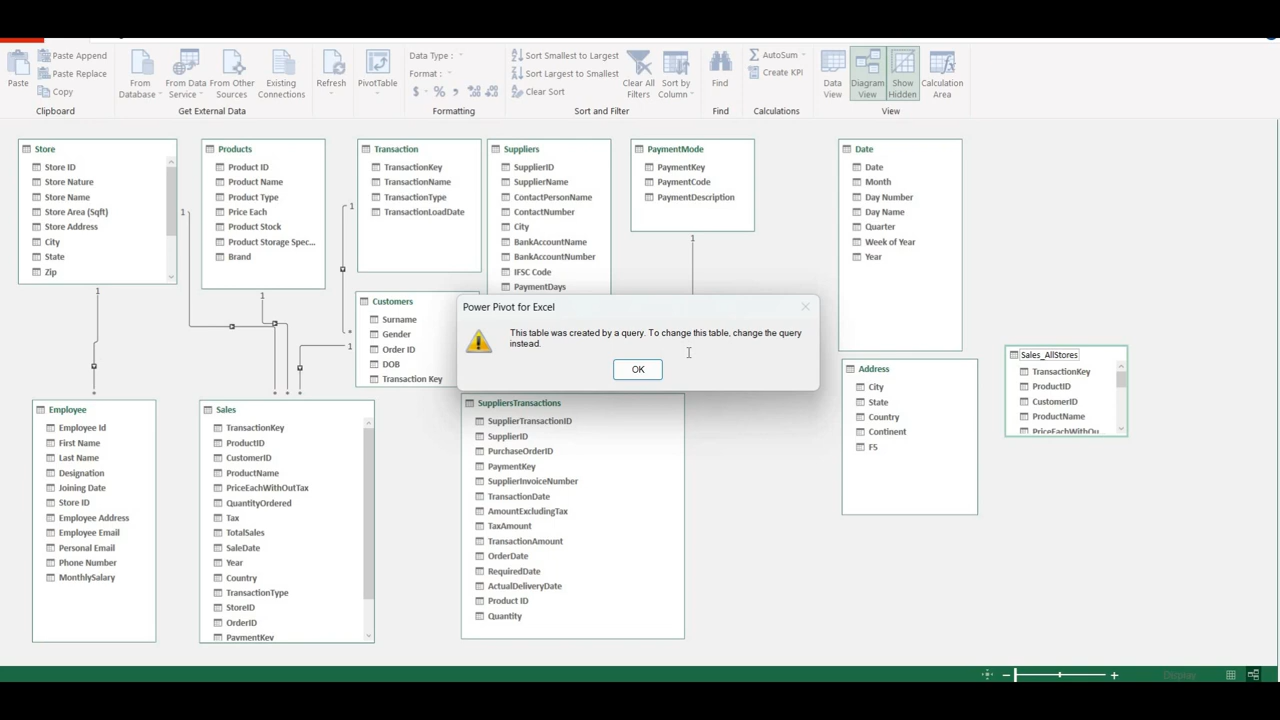 Paste
Paste Append
Paste Replace
Copy
Clipboard
From
Database
From Data
Service
From Other
Sources
Existing
Connections
Get External Data
Refresh
PivotTable
Data Type :
Format :
$ % ,
Formatting
Sort Smallest to Largest
Sort Largest to Smallest
Clear Sort
Clear All
Filters
Sort by
Column
Sort and Filter
Find
Find
AutoSum
Create KPI
Calculations
Data
View
Diagram
View
Show
Hidden
Calculation
Area
View
Store
Store ID
Store Nature
Store Name
Store Area (Sqft)
Store Address
City
State
Zip
Products
Product ID
Product Name
Product Type
Price Each
Product Stock
Product Storage Spec...
Brand
Transaction
TransactionKey
TransactionName
TransactionType
TransactionLoadDate
Suppliers
SupplierID
SupplierName
ContactPersonName
ContactNumber
City
BankAccountName
BankAccountNumber
IFSC Code
PaymentDays
PaymentMode
PaymentKey
PaymentCode
PaymentDescription
Date
Date
Month
Day Number
Day Name
Quarter
Week of Year
Year
1
1
1
1
1
1
Customers
Surname
Gender
Order ID
DOB
Transaction Key
*
Power Pivot for Excel
This table was created by a query. To change this table, change the query
instead.
OK
Address
City
State
Country
Continent
F5
Sales_AllStores
TransactionKey
ProductID
CustomerID
ProductName
PriceEachWithOu
*
* * *
Employee
Employee Id
First Name
Last Name
Designation
Joining Date
Store ID
Employee Address
Employee Email
Personal Email
Phone Number
MonthlySalary
Sales
TransactionKey
ProductID
CustomerID
ProductName
PriceEachWithOutTax
QuantityOrdered
Tax
TotalSales
SaleDate
Year
Country
TransactionType
StoreID
OrderID
PaymentKey
SuppliersTransactions
SupplierTransactionID
SupplierID
PurchaseOrderID
PaymentKey
SupplierInvoiceNumber
TransactionDate
AmountExcludingTax
TaxAmount
TransactionAmount
OrderDate
RequiredDate
ActualDeliveryDate
Product ID
Quantity
Display